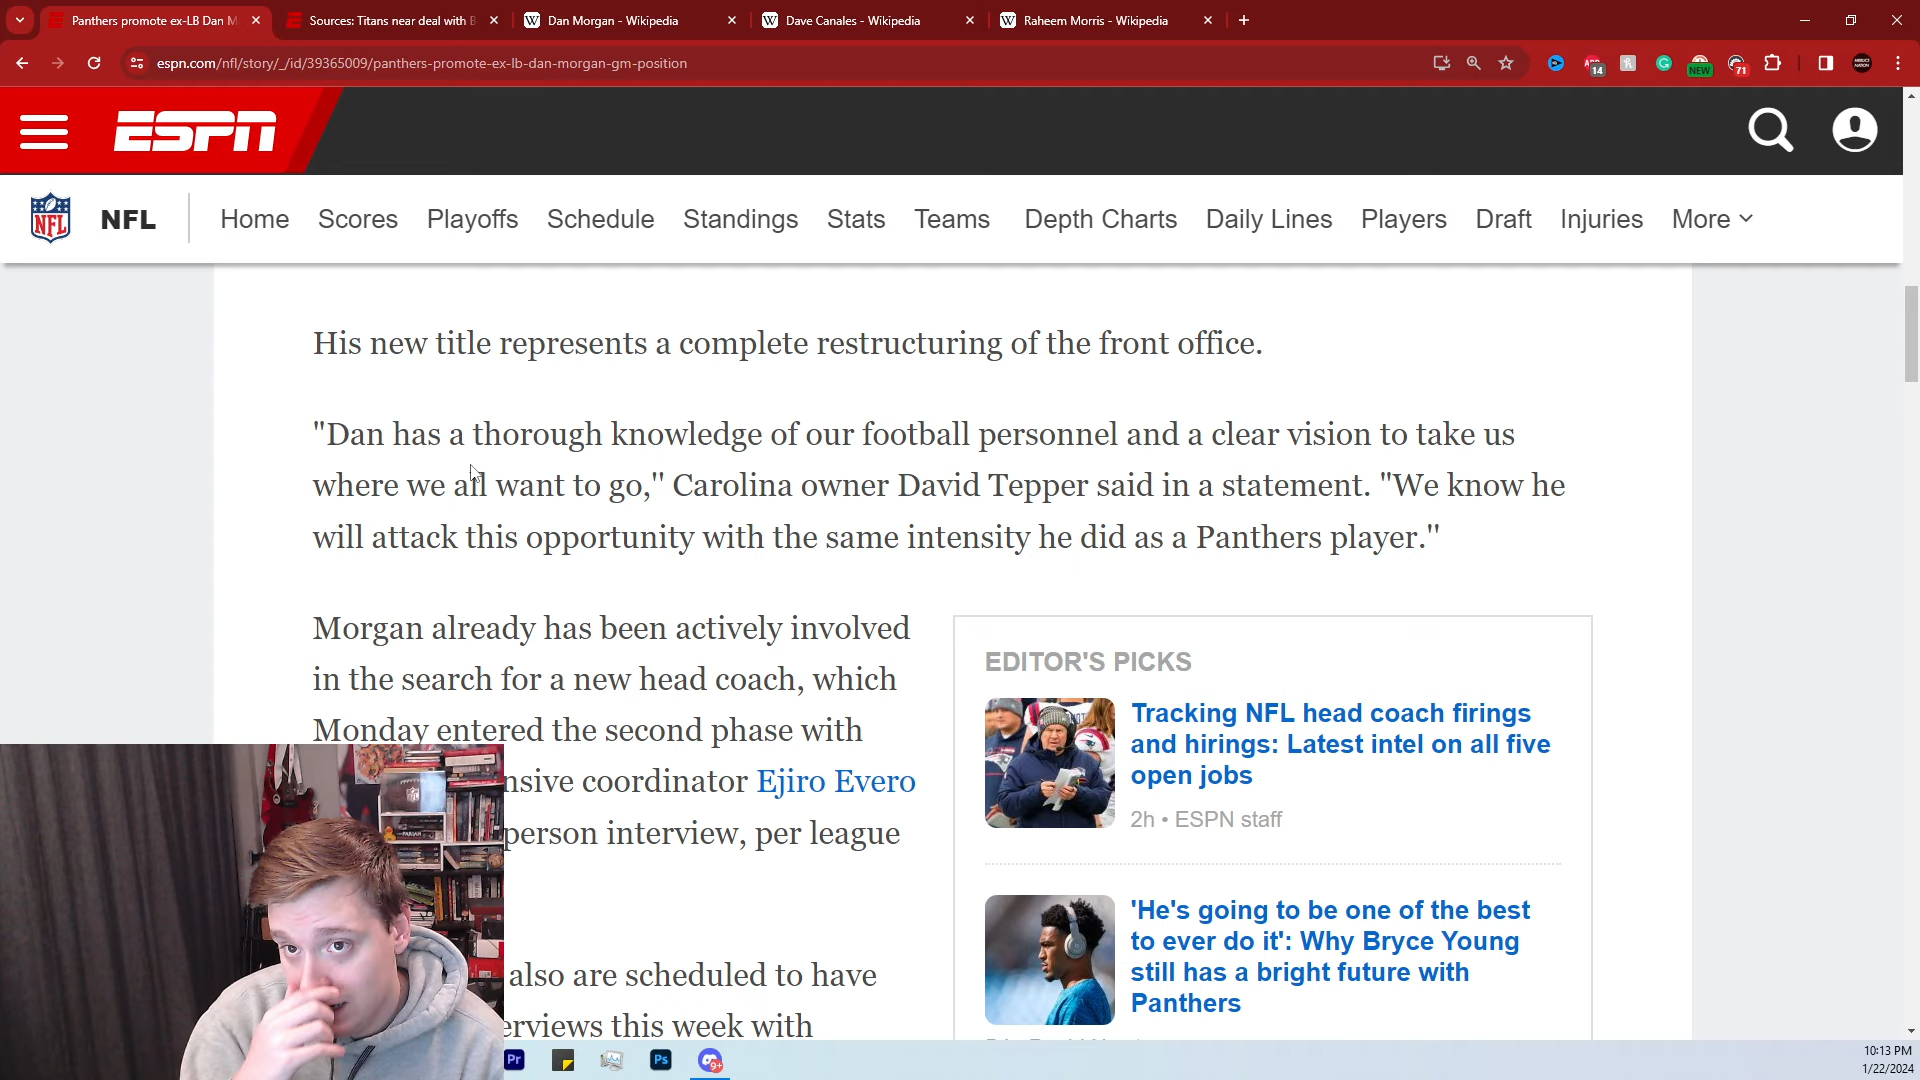 Panthers promote ex-LB Dan M
Sources: Titans near deal with B
Dan Morgan - Wikipedia
Dave Canales - Wikipedia
Raheem Morris - Wikipedia
espn.com/nfl/story/_/id/39365009/panthers-promote-ex-lb-dan-morgan-gm-position
14
NEW
71
ESPN
NFL
NFL
Home
Scores
Playoffs
Schedule
Standings
Stats
Teams
Depth Charts
Daily Lines
Players
Draft
Injuries
More
His new title represents a complete restructuring of the front office.
"Dan has a thorough knowledge of our football personnel and a clear vision to take us
where we all want to go,'' Carolina owner David Tepper said in a statement. "We know he
will attack this opportunity with the same intensity he did as a Panthers player.''
Morgan already has been actively involved
in the search for a new head coach, which
Monday entered the second phase with
nsive coordinator Ejiro Evero
person interview, per league
also are scheduled to have
erviews this week with
EDITOR'S PICKS
Tracking NFL head coach firings
and hirings: Latest intel on all five
open jobs
2h • ESPN staff
'He's going to be one of the best
to ever do it': Why Bryce Young
still has a bright future with
Panthers
Pr
Ps
9+
10:13 PM
1/22/2024